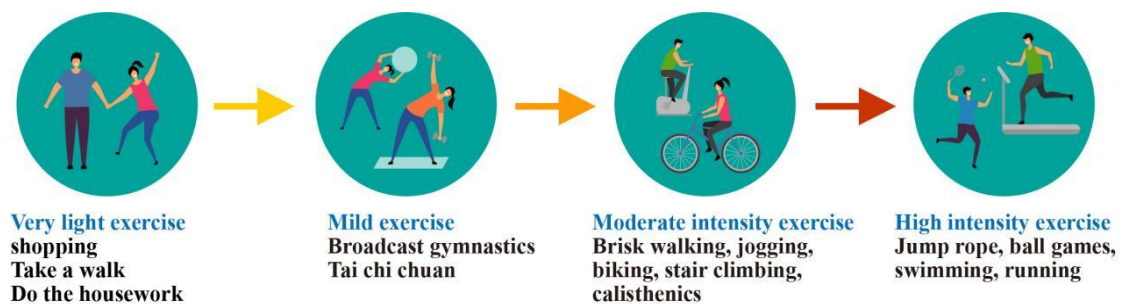 Very light exercise
shopping
Take a walk
Do the housework
Mild exercise
Broadcast gymnastics
Tai chi chuan
Moderate intensity exercise
Brisk walking, jogging,
biking, stair climbing,
calisthenics
High intensity exercise
Jump rope, ball games,
swimming, running